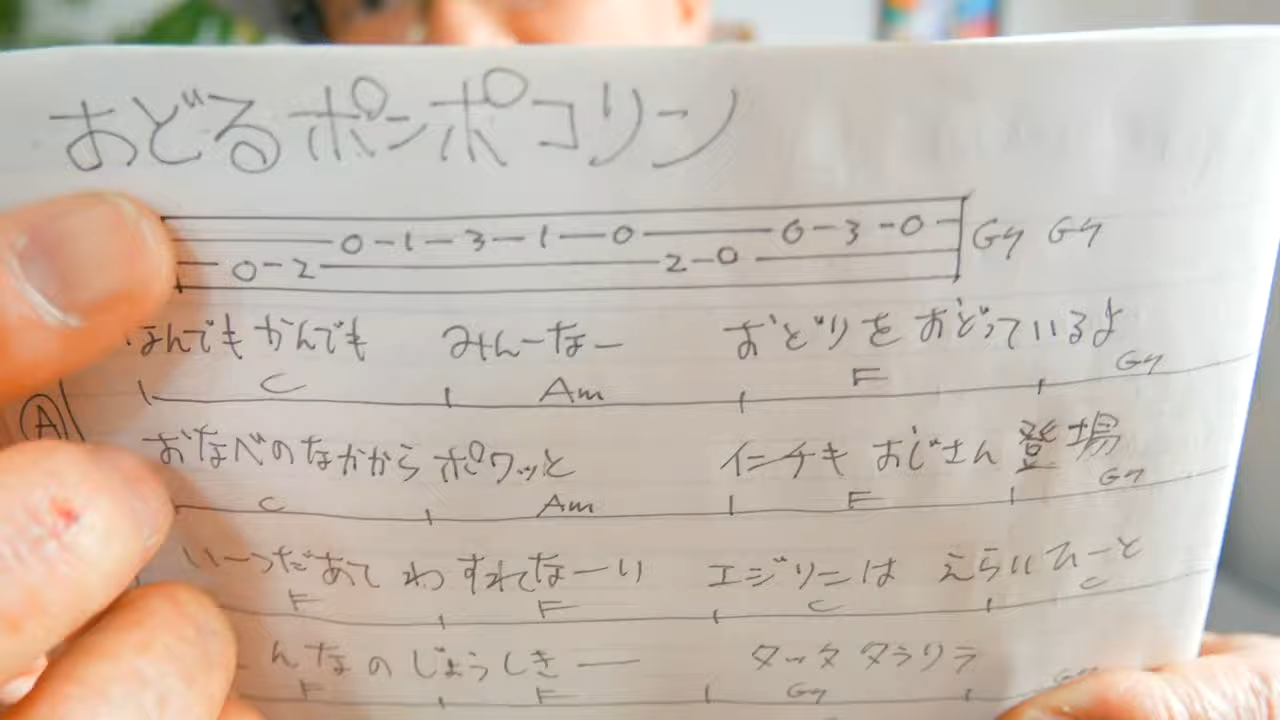 おどるポンポコリン
0-1-3-1-0 0-3-0- G7 G7
0-2 2-0
なんでもかんでも みんーなー おどりをおどっているよ
C Am F G7
A
おなべのなかから ポワッと イニチキ おじさん 登場
C Am F G7
いーつだあて わすれなーい エジソンは えらいひーと
F F C C
んなの じょうしきー タッタ タラリラ
F F G7 G7